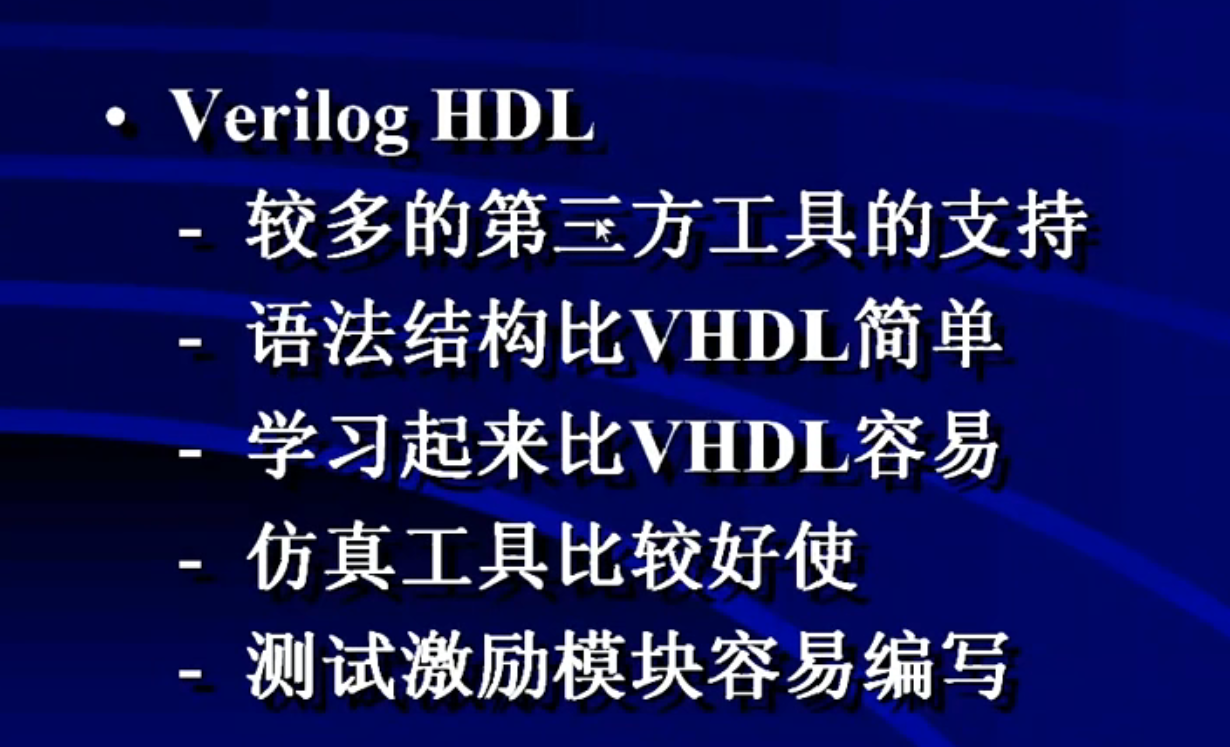 • Verilog HDL
- 较多的第三方工具的支持
- 语法结构比VHDL简单
- 学习起来比VHDL容易
- 仿真工具比较好使
- 测试激励模块容易编写